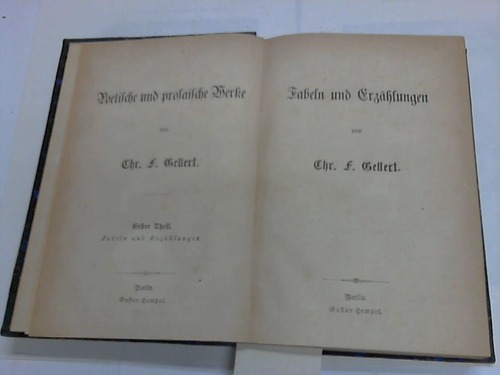 Poetische und prosaische Werke
von
Chr. F. Gellert.
Erster Theil.
Fabeln und Erzählungen.
Berlin.
Gustav Hempel.
Fabeln und Erzählungen
von
Chr. F. Gellert.
Berlin.
Gustav Hempel.